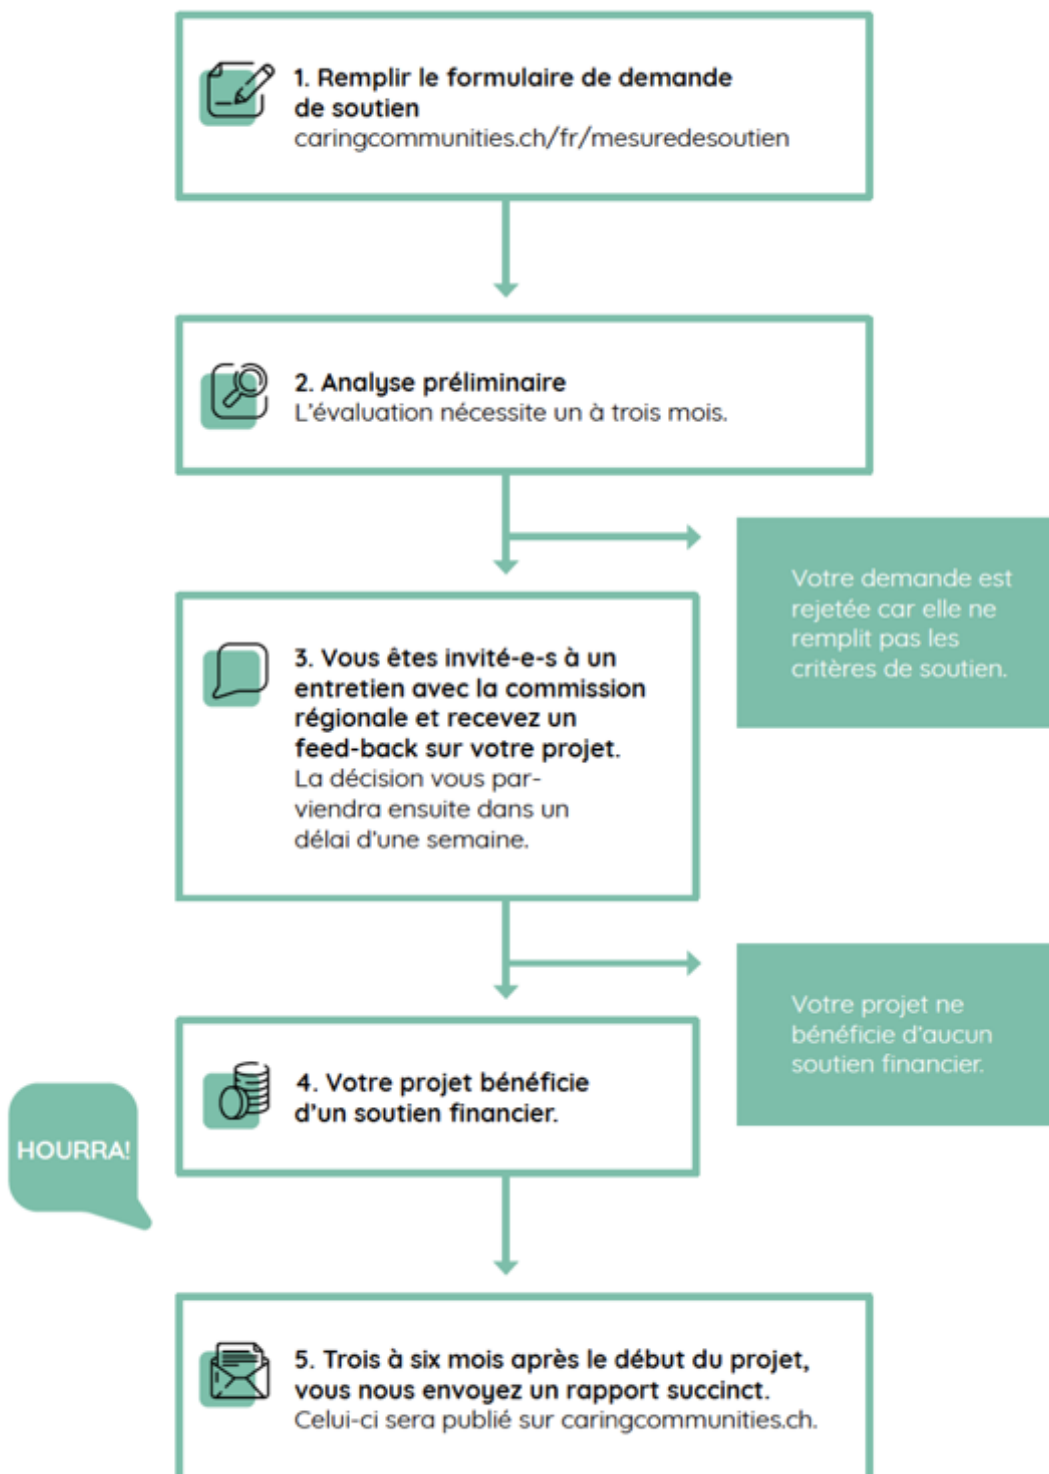 1. Remplir le formulaire de demande
de soutien
caringcommunities.ch/fr/mesuredesoutien
2. Analyse préliminaire
L'évaluation nécessite un à trois mois.
Votre demande est
rejetée car elle ne
remplit pas les
critères de soutien.
3. Vous êtes invité-e-s à un
entretien avec la commission
régionale et recevez un
feed-back sur votre projet.
La décision vous par-
viendra ensuite dans un
délai d'une semaine.
Votre projet ne
bénéficie d'aucun
soutien financier.
4. Votre projet bénéficie
d'un soutien financier.
HOURRA!
5. Trois à six mois après le début du projet,
vous nous envoyez un rapport succinct.
Celui-ci sera publié sur caringcommunities.ch.